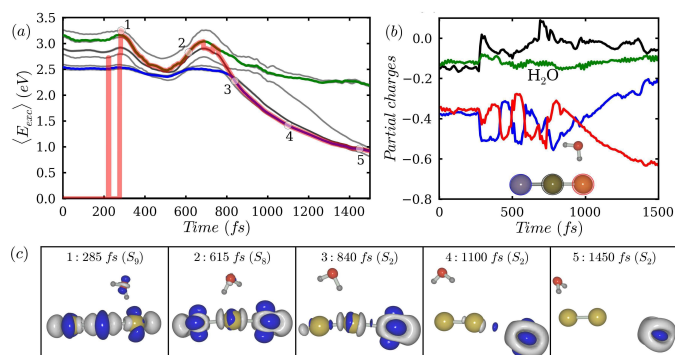 (a)
3.5
3.0
2.5
2.0
1.5
1.0
0.5
0.0
⟨E_exc⟩ (eV)
1
2
3
4
5
0 200 400 600 800 1000 1200 1400
Time (fs)
(b)
0.0
−0.2
−0.4
−0.6
−0.8
Partial charges
H₂O
0 500 1000 1500
Time (fs)
(c)
1 : 285 fs (S₉)
2 : 615 fs (S₈)
3 : 840 fs (S₂)
4 : 1100 fs (S₂)
5 : 1450 fs (S₂)